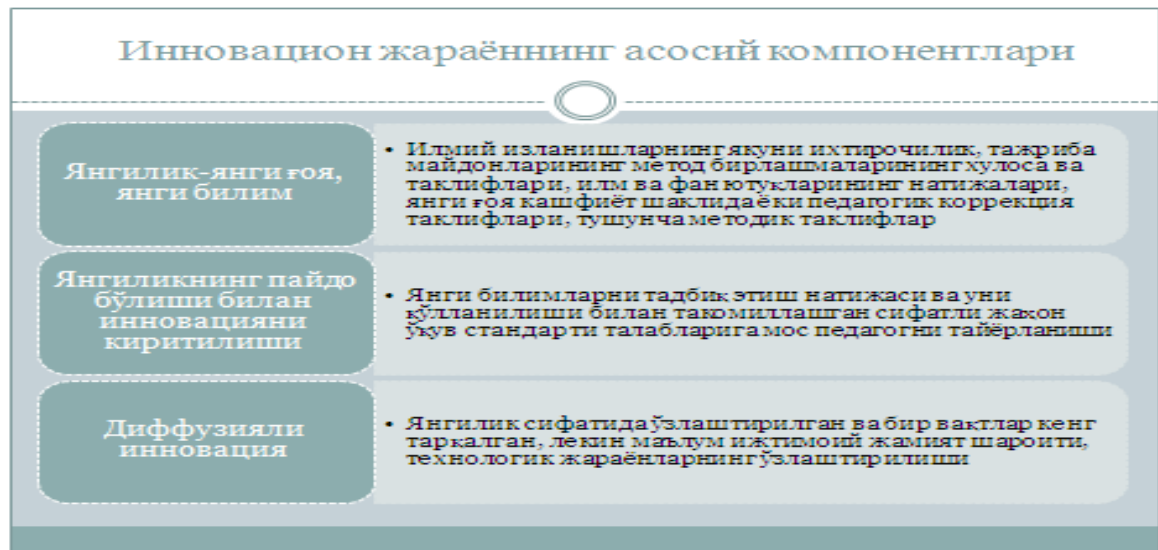 Инновацион жараённинг асосий компонентлари
Янгилик-янги ғоя,
янги билим
• Илмий изланишларнинг якуни ихтирочилик, тажриба
майдонларининг метод бирлашмаларининг хулоса ва
таклифлари, илм ва фан ютуқларининг натижалари,
янги ғоя кашфиёт шаклида ёки педагогик коррекция
таклифлари, тушунча методик таклифлар
Янгиликнинг пайдо
бўлиши билан
инновацияни
киритилиши
• Янги билимларни тадбиқ этиш натижаси ва уни
қўлланилиши билан такомиллашган сифатли жаҳон
ўқув стандарти талабларига мос педагогни тайёрланиши
Диффузияли
инновация
• Янгилик сифатида ўзлаштирилган ва бир вақтлар кенг
тарқалган, лекин маълум ижтимоий жамият шароити,
технологик жараёнларнинг ўзлаштирилиши